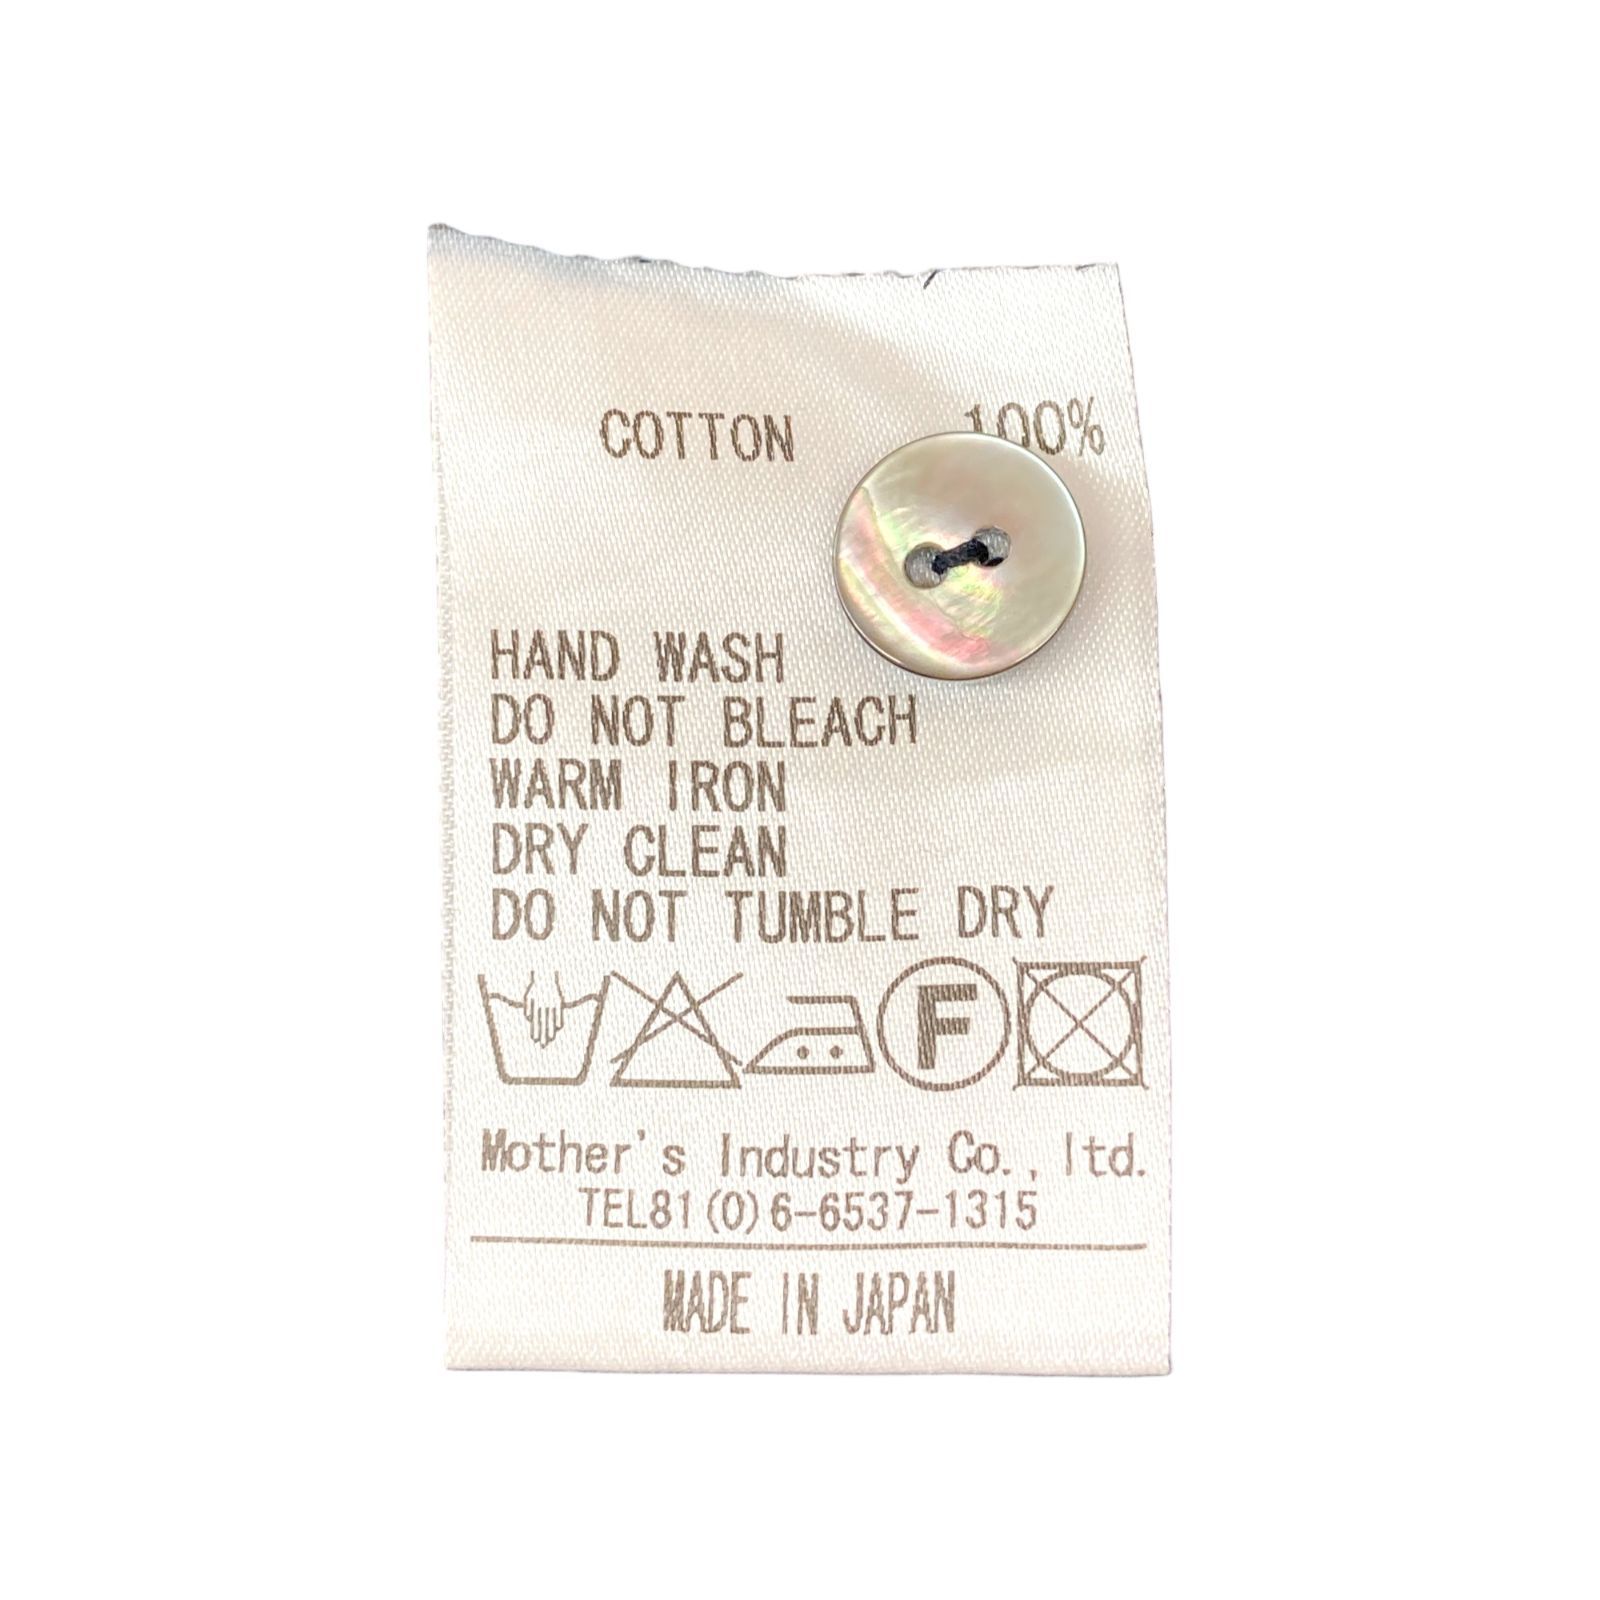 COTTON 100%
HAND WASH
DO NOT BLEACH
WARM IRON
DRY CLEAN
DO NOT TUMBLE DRY
F
Mother's Industry Co., ltd.
TEL81(0)6-6537-1315
MADE IN JAPAN